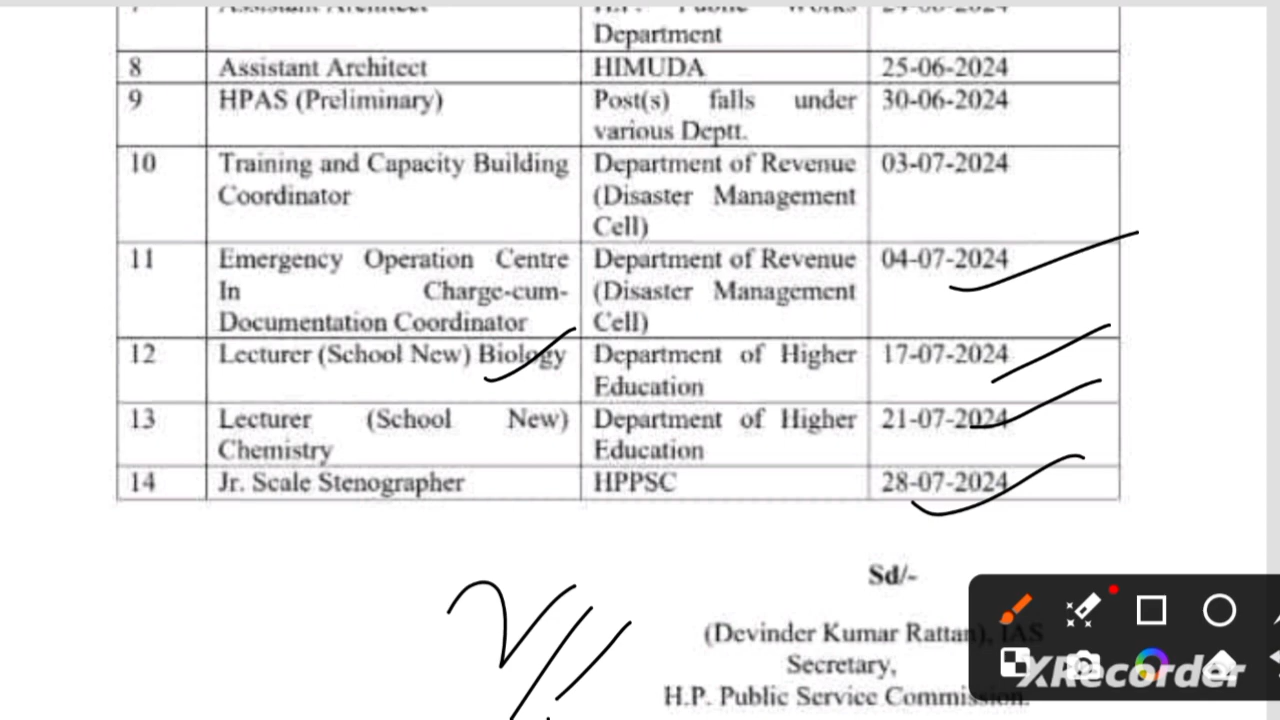 Department
8 Assistant Architect HIMUDA 25-06-2024
9 HPAS (Preliminary) Post(s) falls under 30-06-2024
various Deptt.
10 Training and Capacity Building Department of Revenue 03-07-2024
Coordinator (Disaster Management
Cell)
11 Emergency Operation Centre Department of Revenue 04-07-2024
In Charge-cum- (Disaster Management
Documentation Coordinator Cell)
12 Lecturer (School New) Biology Department of Higher 17-07-2024
Education
13 Lecturer (School New) Department of Higher 21-07-2024
Chemistry Education
14 Jr. Scale Stenographer HPPSC 28-07-2024
Sd/-
(Devinder Kumar Rattan), IAS
Secretary,
H.P. Public Service Commission.
XRecorder